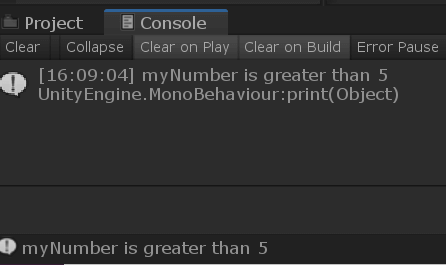 Project Console
Clear Collapse Clear on Play Clear on Build Error Pause
[16:09:04] myNumber is greater than 5
UnityEngine.MonoBehaviour:print(Object)
myNumber is greater than 5